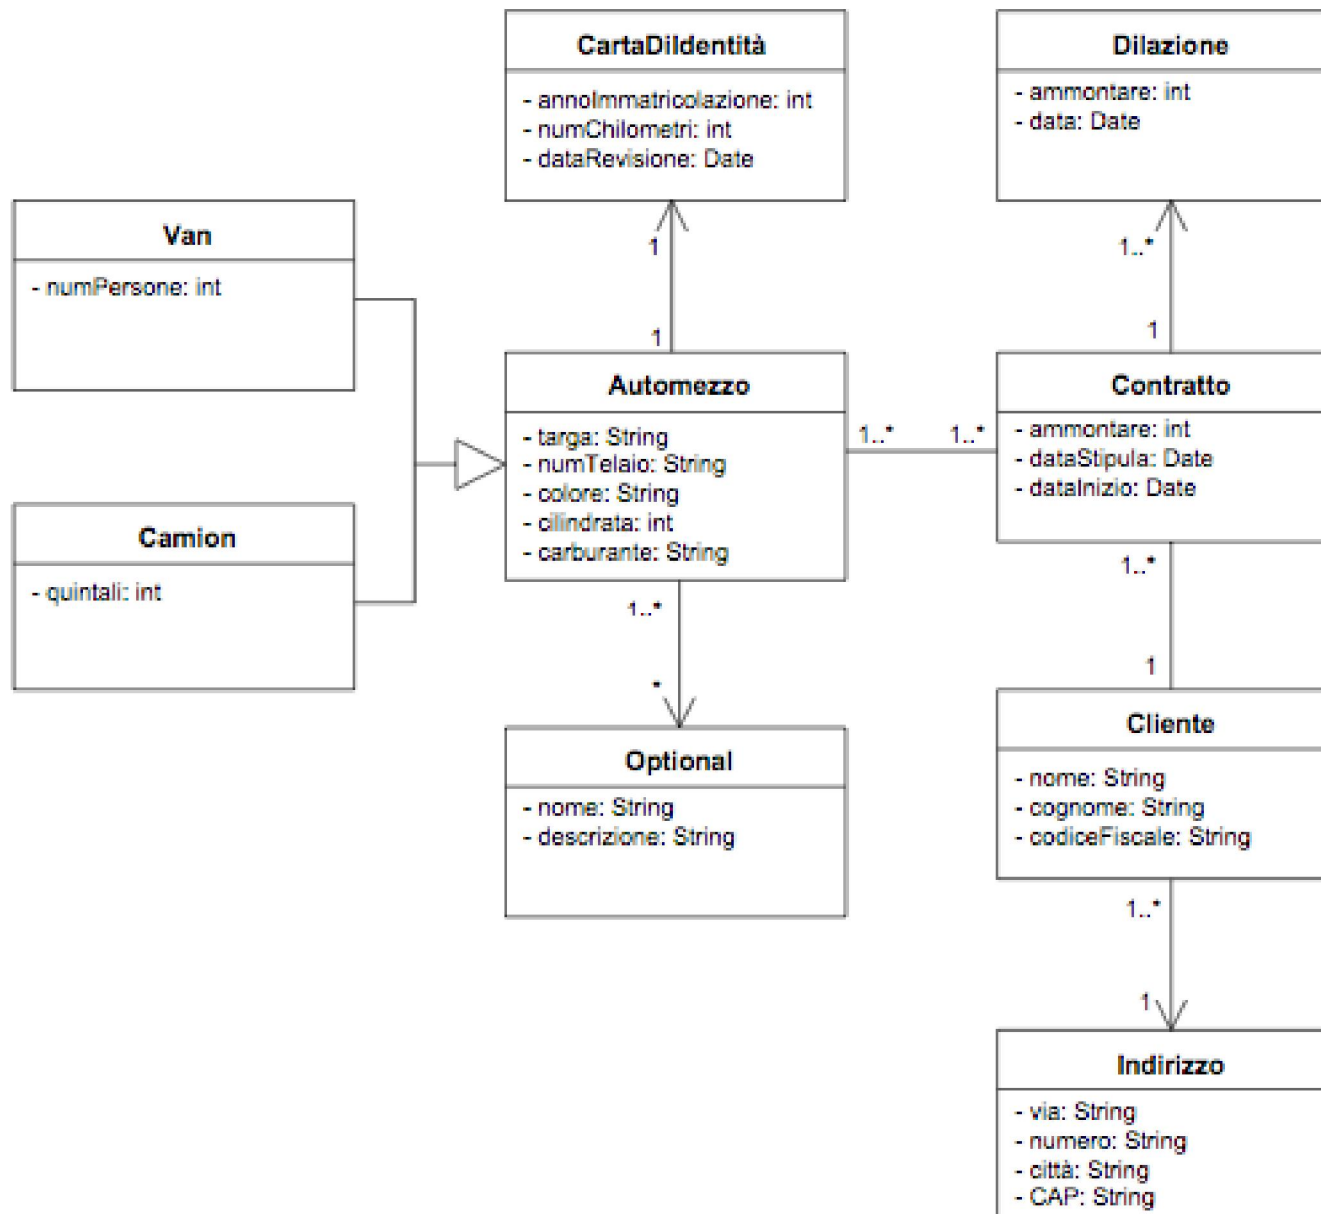 CartaDiIdentità
- annoImmatricolazione: int
- numChilometri: int
- dataRevisione: Date
Dilazione
- ammontare: int
- data: Date
Van
- numPersone: int
1
1..*
1
1
Automezzo
- targa: String
- numTelaio: String
- colore: String
- cilindrata: int
- carburante: String
1..*
1..*
Contratto
- ammontare: int
- dataStipula: Date
- dataInizio: Date
Camion
- quintali: int
1..*
*
1..*
1
Optional
- nome: String
- descrizione: String
Cliente
- nome: String
- cognome: String
- codiceFiscale: String
1..*
1
Indirizzo
- via: String
- numero: String
- città: String
- CAP: String